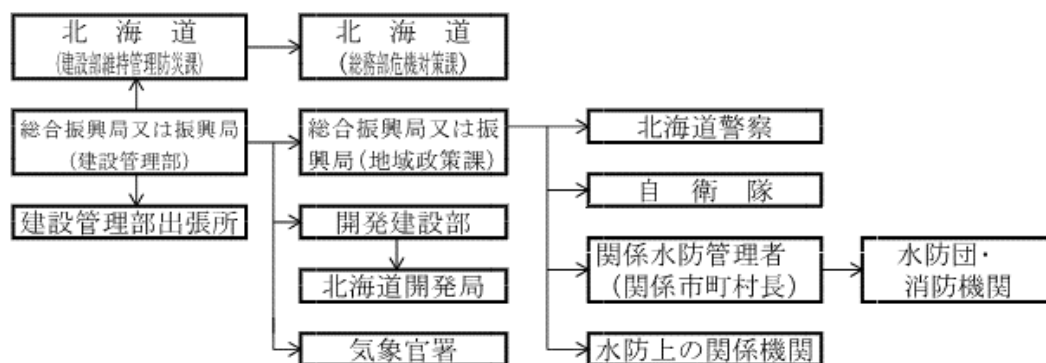 北海道
(建設部維持管理防災課)
北海道
(総務部危機対策課)
総合振興局又は振興局
(建設管理部)
総合振興局又は振
興局(地域政策課)
北海道警察
自衛隊
建設管理部出張所
開発建設部
関係水防管理者
(関係市町村長)
水防団・
消防機関
北海道開発局
気象官署
水防上の関係機関